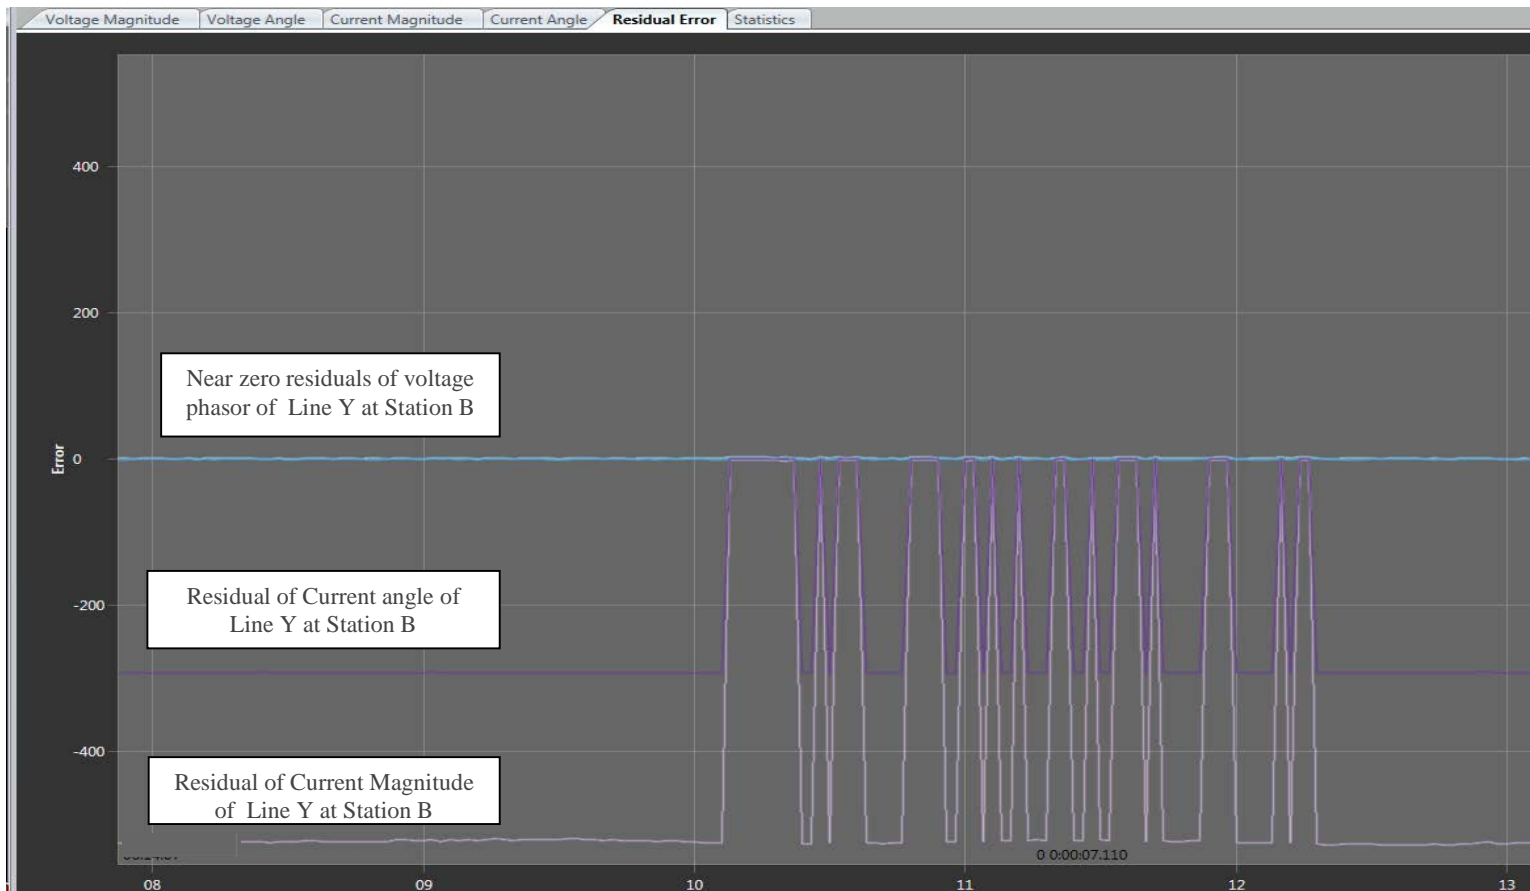 Voltage Magnitude Voltage Angle Current Magnitude Current Angle Residual Error Statistics
400
200
Near zero residuals of voltage
phasor of Line Y at Station B
Error
0
-200
Residual of Current angle of
Line Y at Station B
-400
Residual of Current Magnitude
of Line Y at Station B
0 0:00:07.110
08 09 10 11 12 13